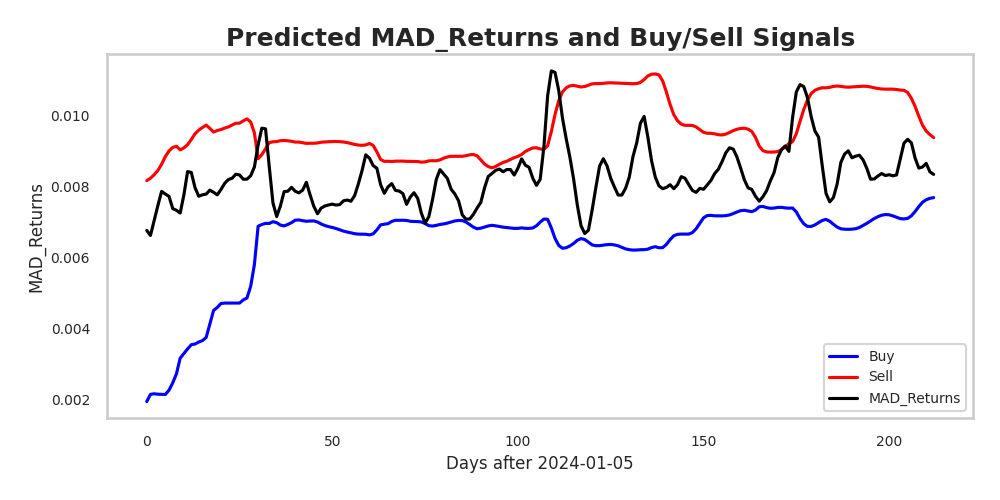 Predicted MAD_Returns and Buy/Sell Signals
MAD_Returns
0.010
0.008
0.006
0.004
0.002
0 50 100 150 200
Days after 2024-01-05
Buy
Sell
MAD_Returns